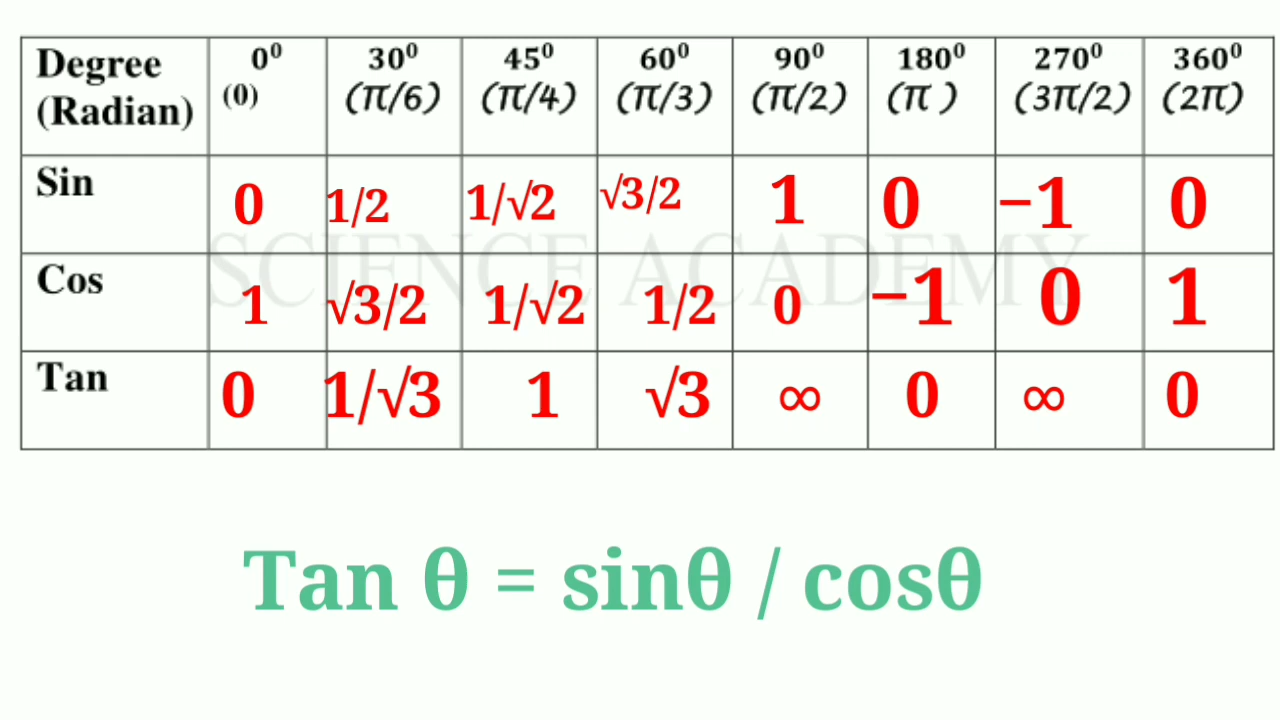 Degree (Radian) 0⁰ (0) 30⁰ (π/6) 45⁰ (π/4) 60⁰ (π/3) 90⁰ (π/2) 180⁰ (π ) 270⁰ (3π/2) 360⁰ (2π)
Sin 0 1/2 1/√2 √3/2 1 0 −1 0
SCIENCE ACADEMY
Cos 1 √3/2 1/√2 1/2 0 −1 0 1
Tan 0 1/√3 1 √3 ∞ 0 ∞ 0
Tan θ = sinθ / cosθ